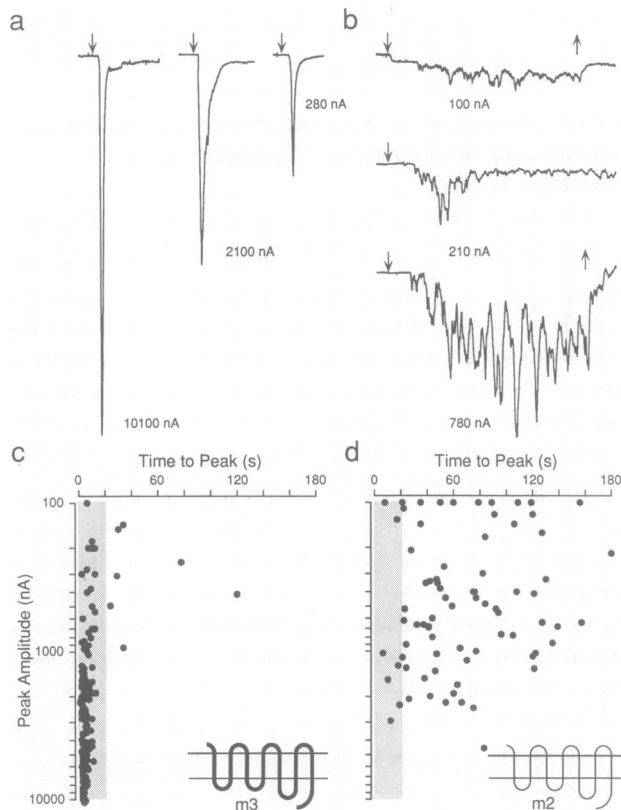 a
280 nA
2100 nA
10100 nA
b
100 nA
210 nA
780 nA
c
Time to Peak (s)
0 60 120 180
Peak Amplitude (nA)
100
1000
10000
m3
d
Time to Peak (s)
0 60 120 180
m2